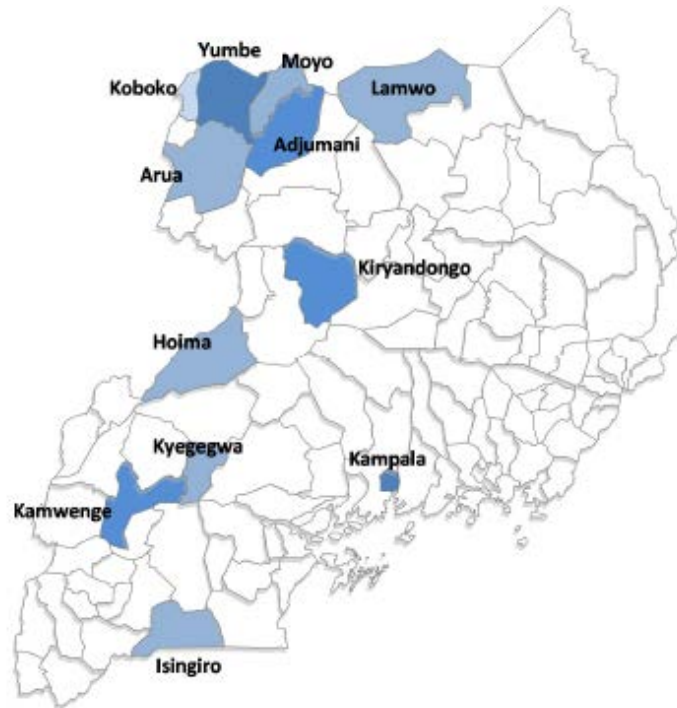 Yumbe
Moyo
Koboko
Lamwo
Adjumani
Arua
Kiryandongo
Hoima
Kyegegwa
Kampala
Kamwenge
Isingiro